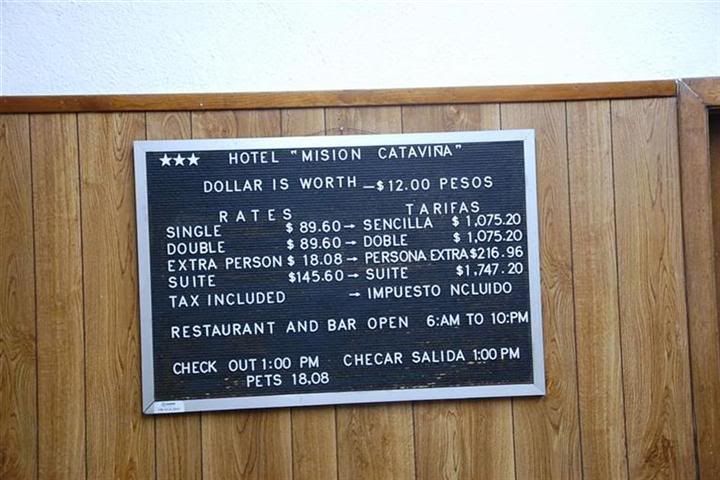 ★★★ HOTEL "MISION CATAVIÑA"
DOLLAR IS WORTH —$12.00 PESOS
RATES TARIFAS
SINGLE $ 89.60 → SENCILLA $ 1,075.20
DOUBLE $ 89.60 → DOBLE $ 1,075.20
EXTRA PERSON $ 18.08 → PERSONA EXTRA $216.96
SUITE $145.60 → SUITE $1,747.20
TAX INCLUDED → IMPUESTO NCLUIDO
RESTAURANT AND BAR OPEN 6:AM TO 10:PM
CHECK OUT 1:00 PM CHECAR SALIDA 1:00 PM
PETS 18,08